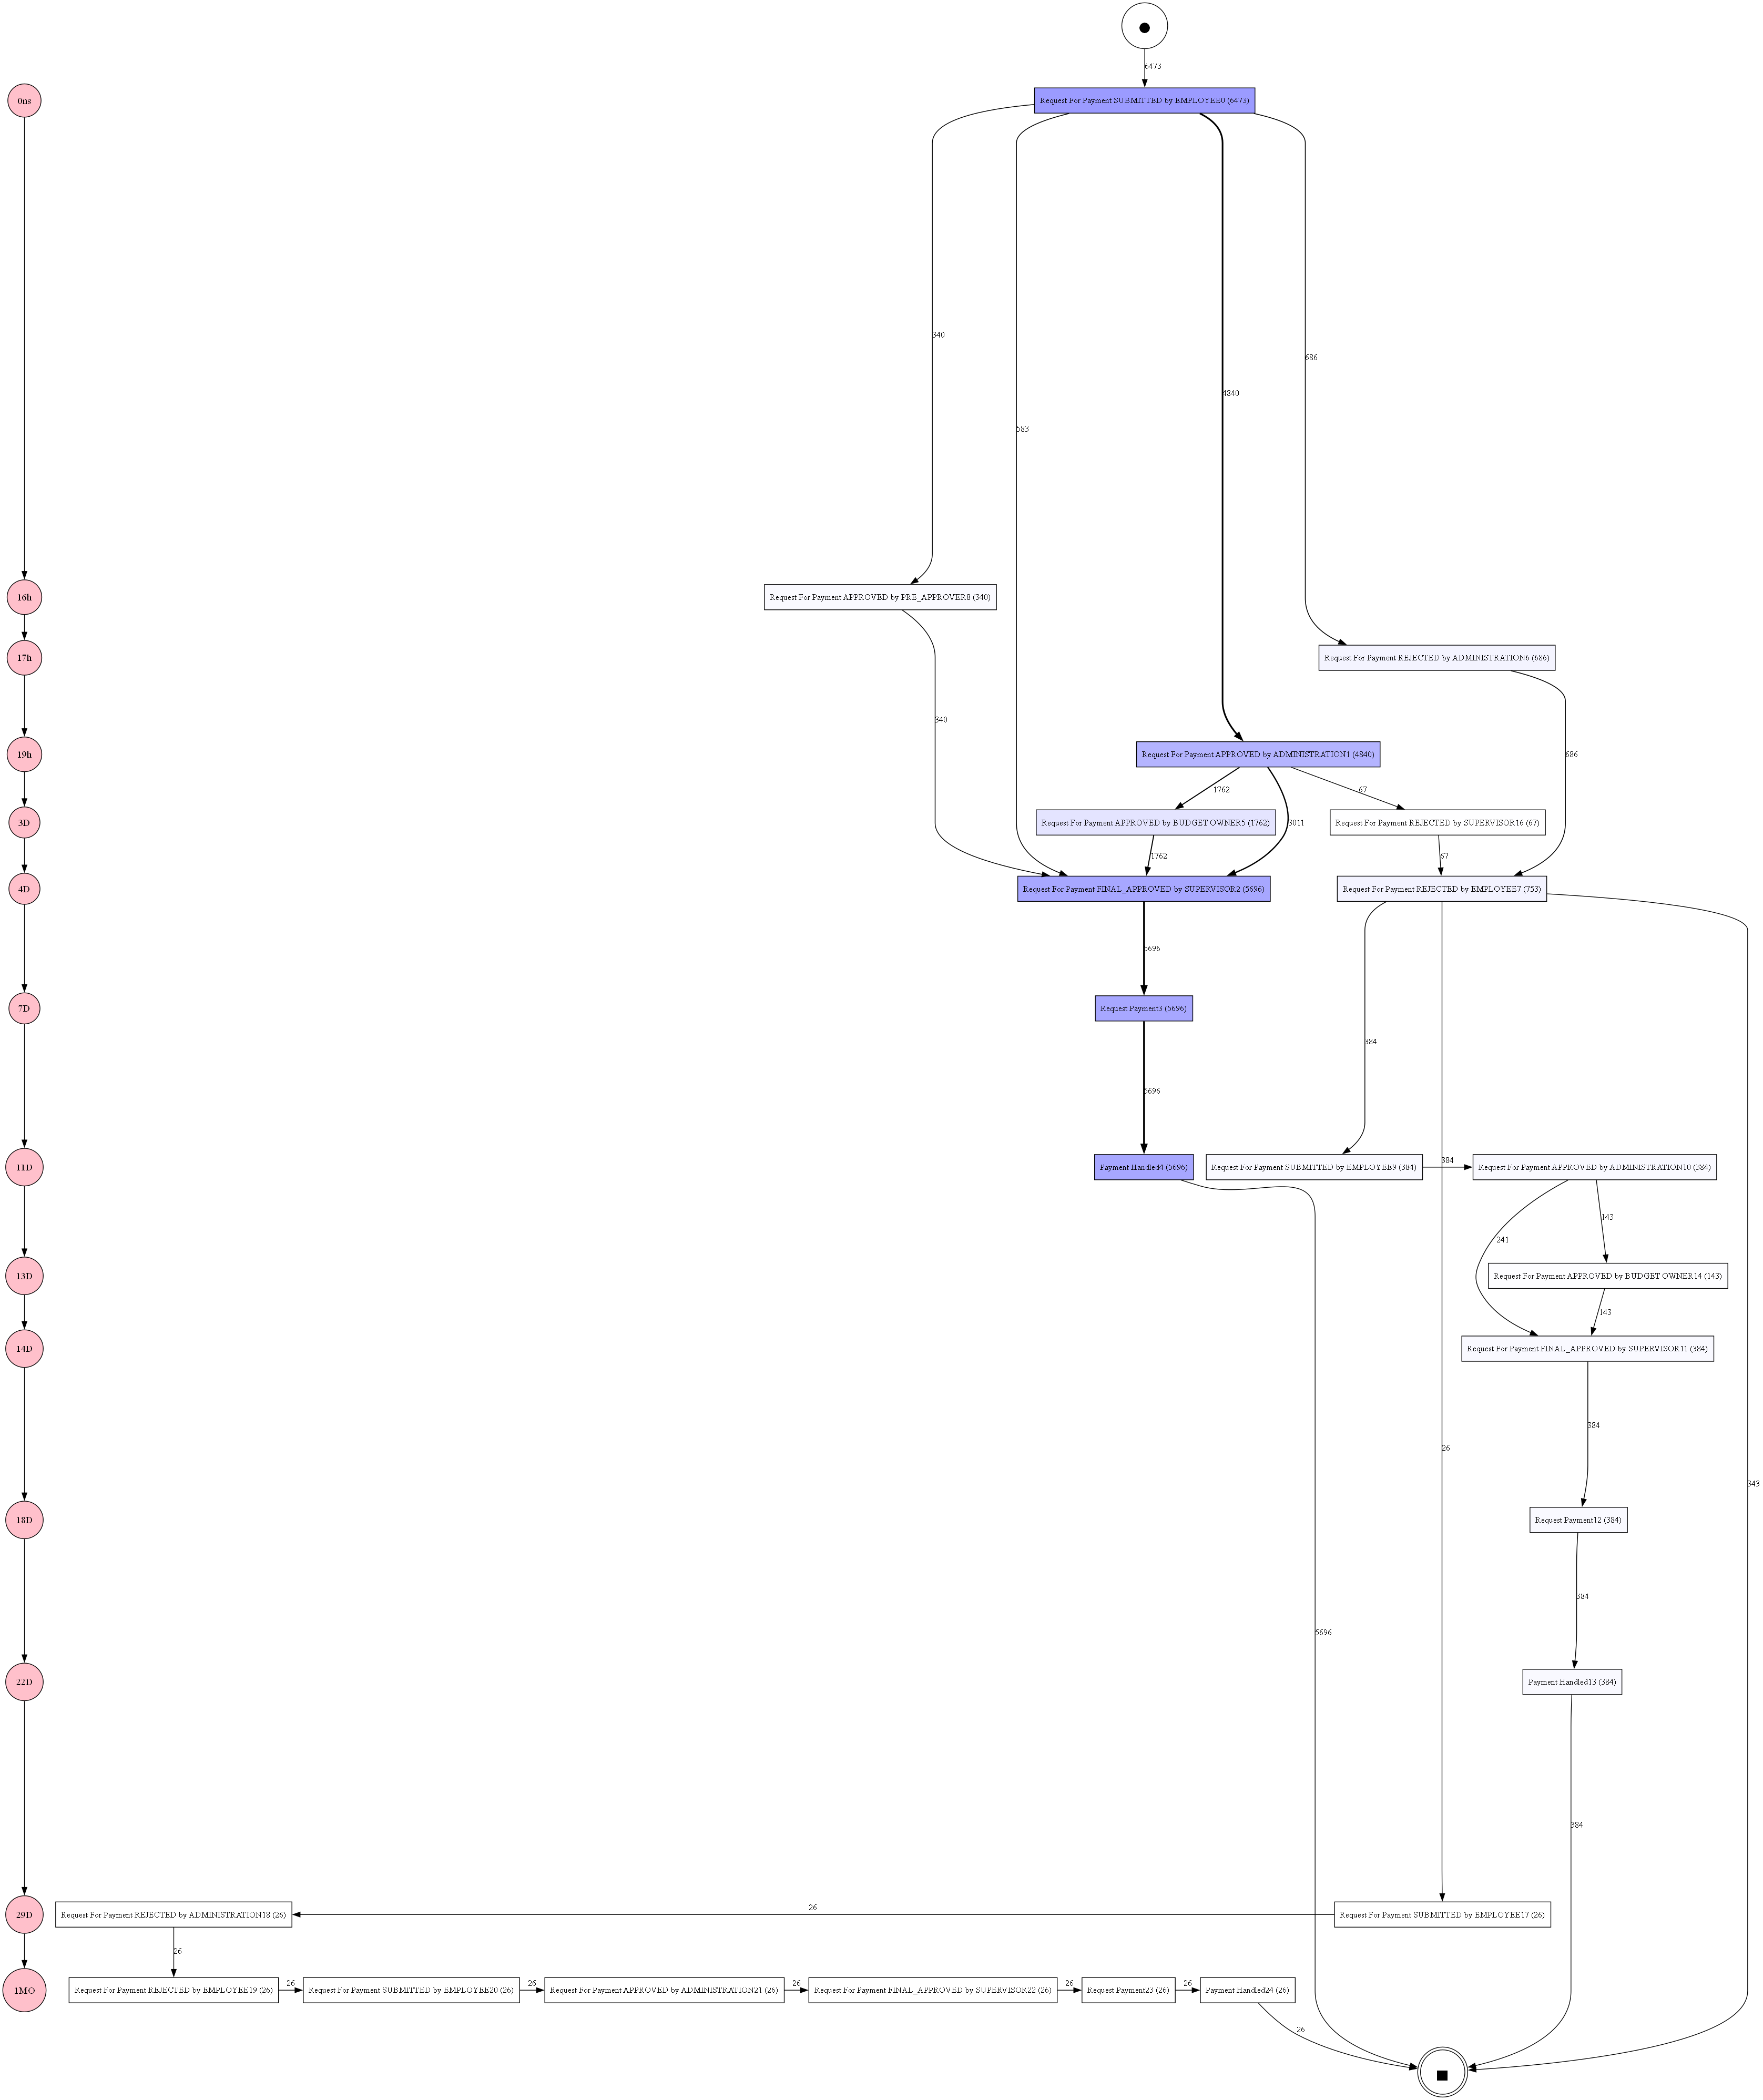 6473
0ns
Request For Payment SUBMITTED by EMPLOYEE0 (6473)
340
686
4840
583
16h
Request For Payment APPROVED by PRE_APPROVER8 (340)
17h
Request For Payment REJECTED by ADMINISTRATION6 (686)
340
19h
Request For Payment APPROVED by ADMINISTRATION1 (4840)
686
1762
67
3D
Request For Payment APPROVED by BUDGET OWNER5 (1762)
3011
Request For Payment REJECTED by SUPERVISOR16 (67)
1762
67
4D
Request For Payment FINAL_APPROVED by SUPERVISOR2 (5696)
Request For Payment REJECTED by EMPLOYEE7 (753)
5696
7D
Request Payment3 (5696)
384
5696
11D
Payment Handled4 (5696)
Request For Payment SUBMITTED by EMPLOYEE9 (384)
384
Request For Payment APPROVED by ADMINISTRATION10 (384)
143
241
13D
Request For Payment APPROVED by BUDGET OWNER14 (143)
143
14D
Request For Payment FINAL_APPROVED by SUPERVISOR11 (384)
384
26
343
18D
Request Payment12 (384)
384
5696
22D
Payment Handled13 (384)
384
29D
Request For Payment REJECTED by ADMINISTRATION18 (26)
26
Request For Payment SUBMITTED by EMPLOYEE17 (26)
26
1MO
Request For Payment REJECTED by EMPLOYEE19 (26)
26
Request For Payment SUBMITTED by EMPLOYEE20 (26)
26
Request For Payment APPROVED by ADMINISTRATION21 (26)
26
Request For Payment FINAL_APPROVED by SUPERVISOR22 (26)
26
Request Payment23 (26)
26
Payment Handled24 (26)
26